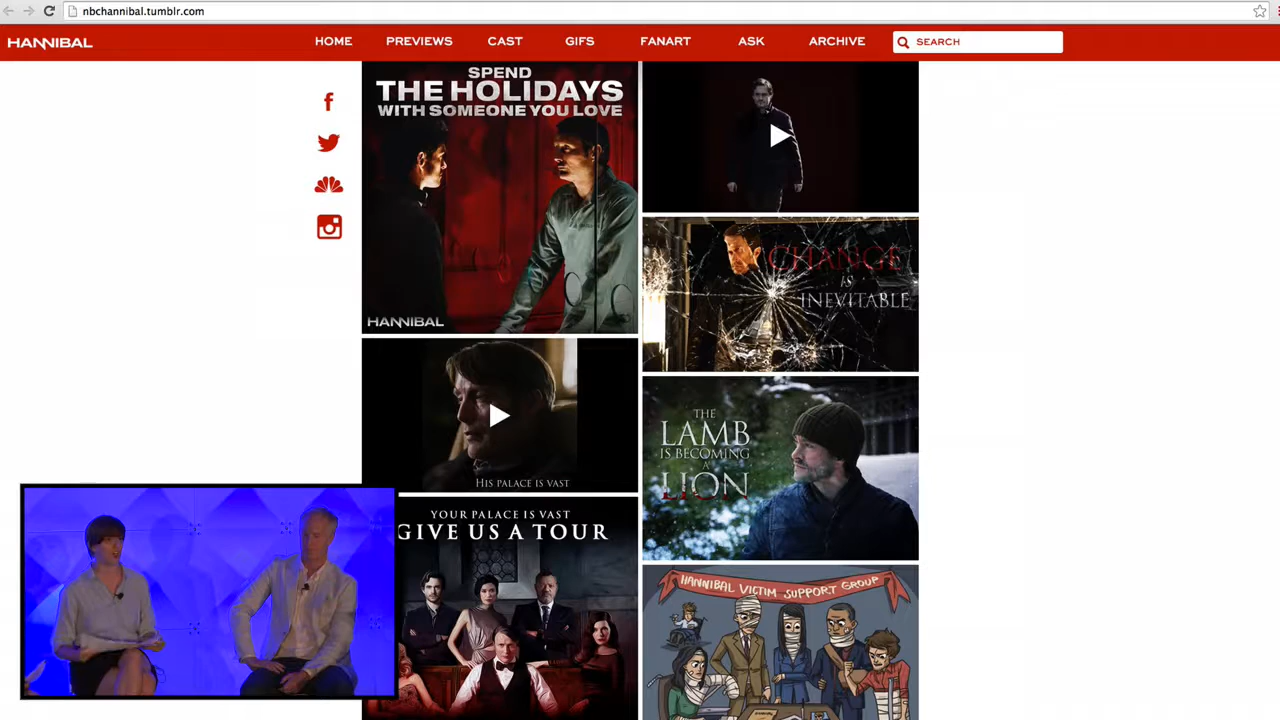 nbchannibal.tumblr.com
HANNIBAL
HOME
PREVIEWS
CAST
GIFS
FANART
ASK
ARCHIVE
SEARCH
SPEND
THE HOLIDAYS
WITH SOMEONE YOU LOVE
HANNIBAL
CHANGE
IS
INEVITABLE
HIS PALACE IS VAST
THE
LAMB
IS BECOMING
A
LION
YOUR PALACE IS VAST
GIVE US A TOUR
HANNIBAL VICTIM SUPPORT GROUP